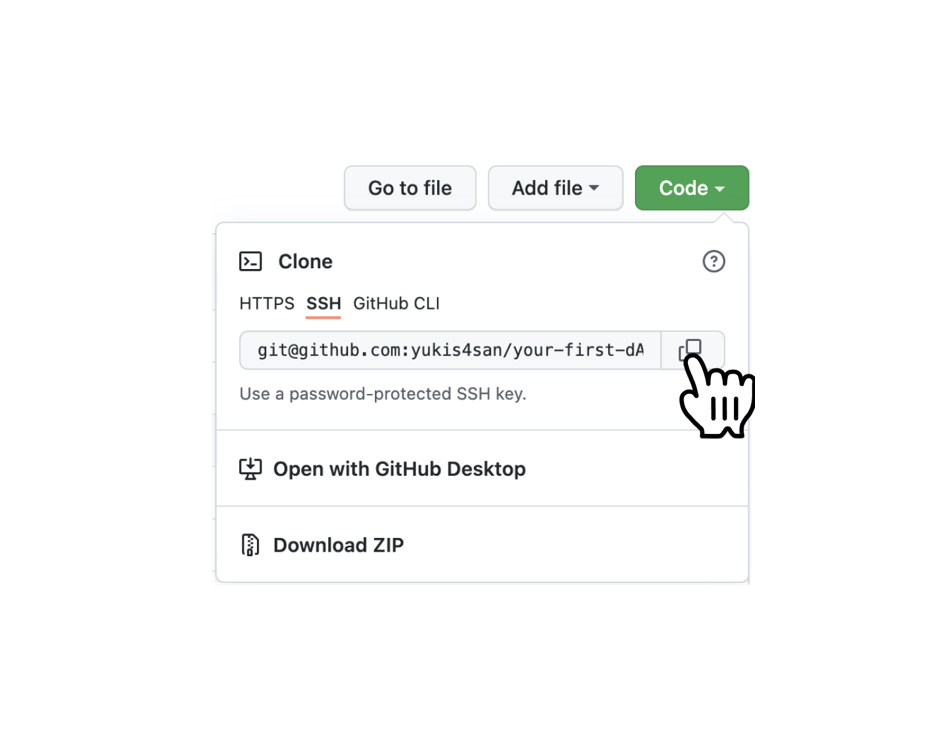 Go to file Add file Code
Clone
HTTPS SSH GitHub CLI
git@github.com:yukis4san/your-first-dA
Use a password-protected SSH key.
Open with GitHub Desktop
Download ZIP